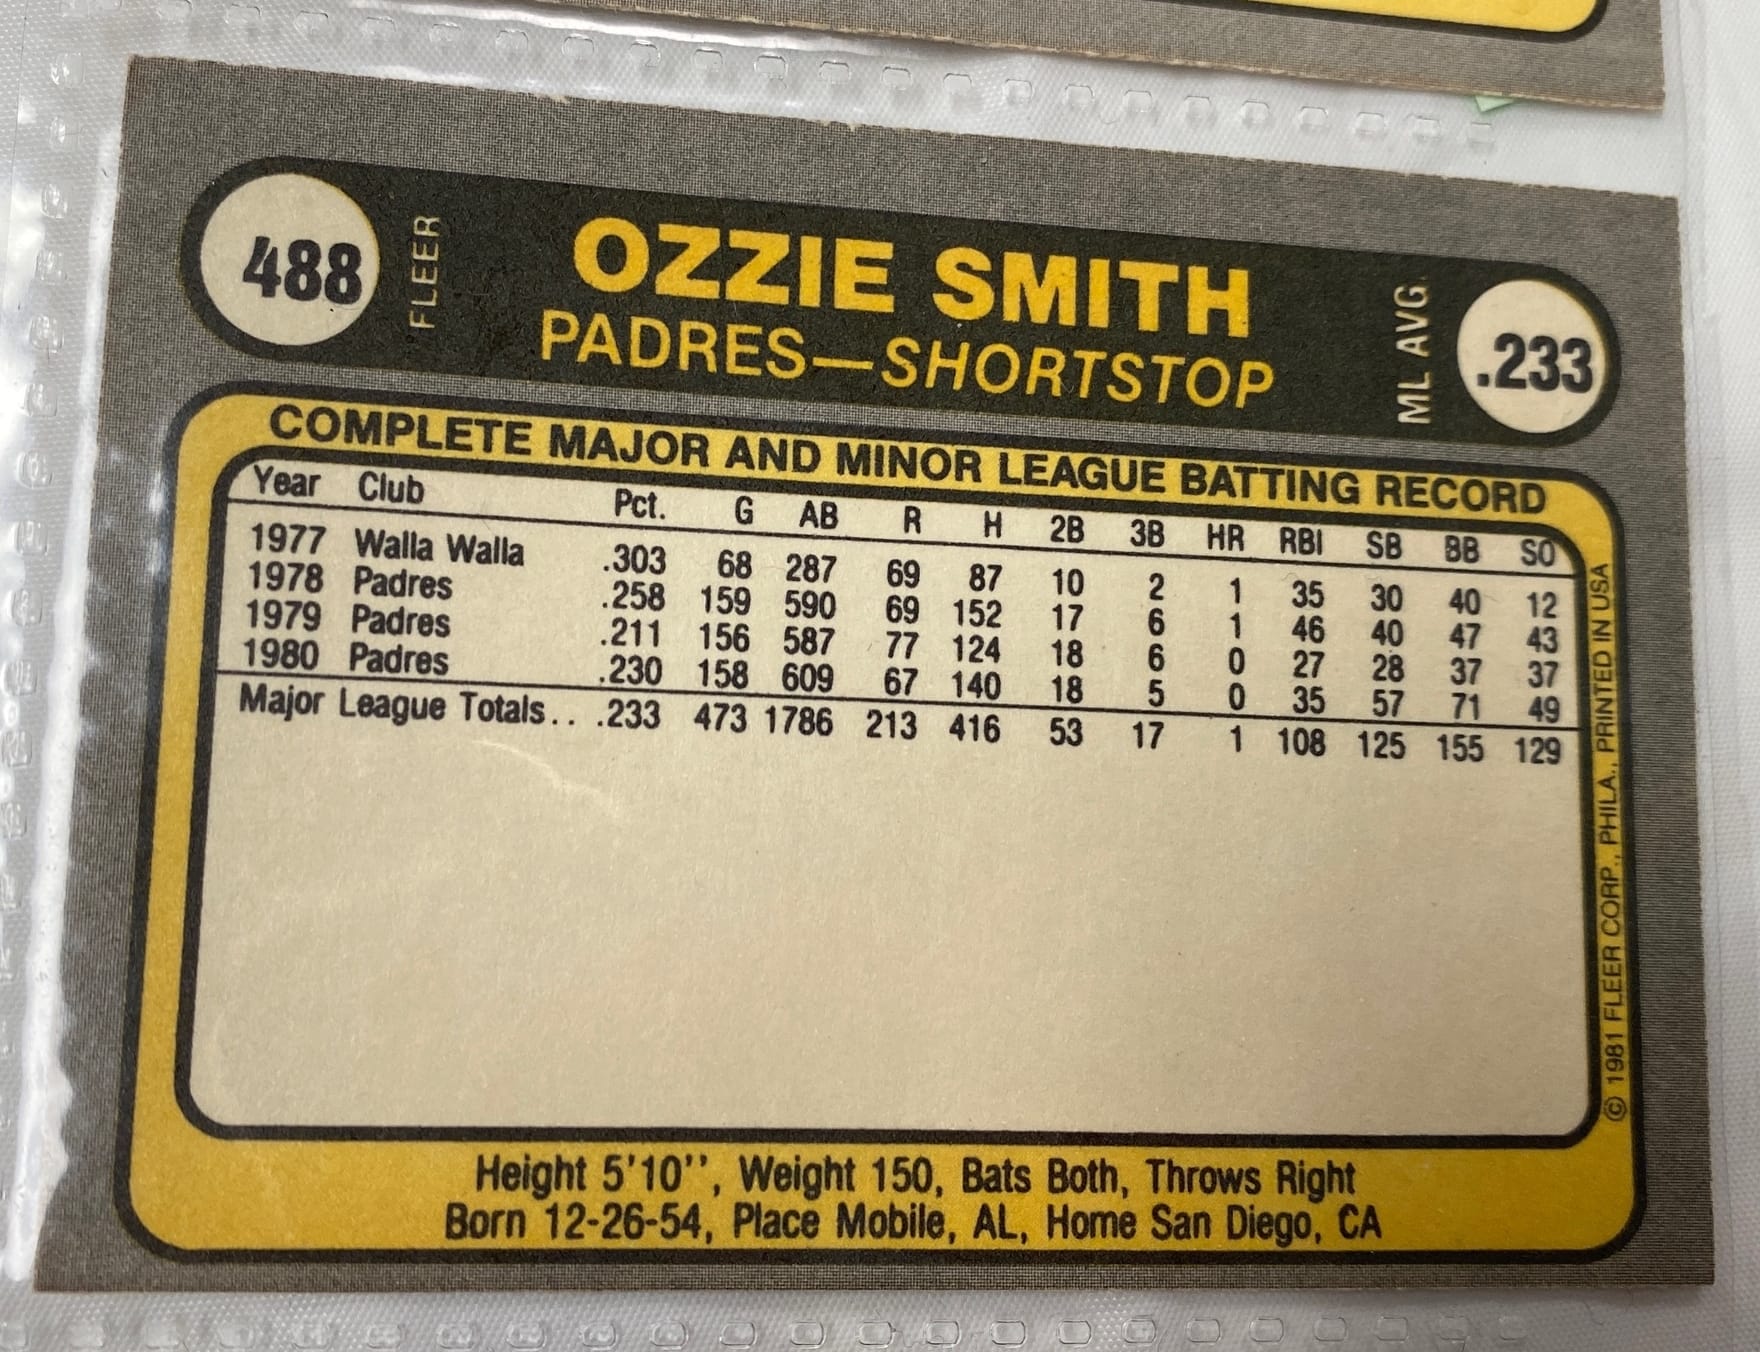 488 FLEER OZZIE SMITH ML AVG. .233
PADRES—SHORTSTOP
COMPLETE MAJOR AND MINOR LEAGUE BATTING RECORD
Year Club Pct. G AB R H 2B 3B HR RBI SB BB SO
1977 Walla Walla .303 68 287 69 87 10 2 1 35 30 40 12
1978 Padres .258 159 590 69 152 17 6 1 46 40 47 43
1979 Padres .211 156 587 77 124 18 6 0 27 28 37 37
1980 Padres .230 158 609 67 140 18 5 0 35 57 71 49
Major League Totals.. .233 473 1786 213 416 53 17 1 108 125 155 129
© 1981 FLEER CORP., PHILA., PRINTED IN USA
Height 5'10'', Weight 150, Bats Both, Throws Right
Born 12-26-54, Place Mobile, AL, Home San Diego, CA